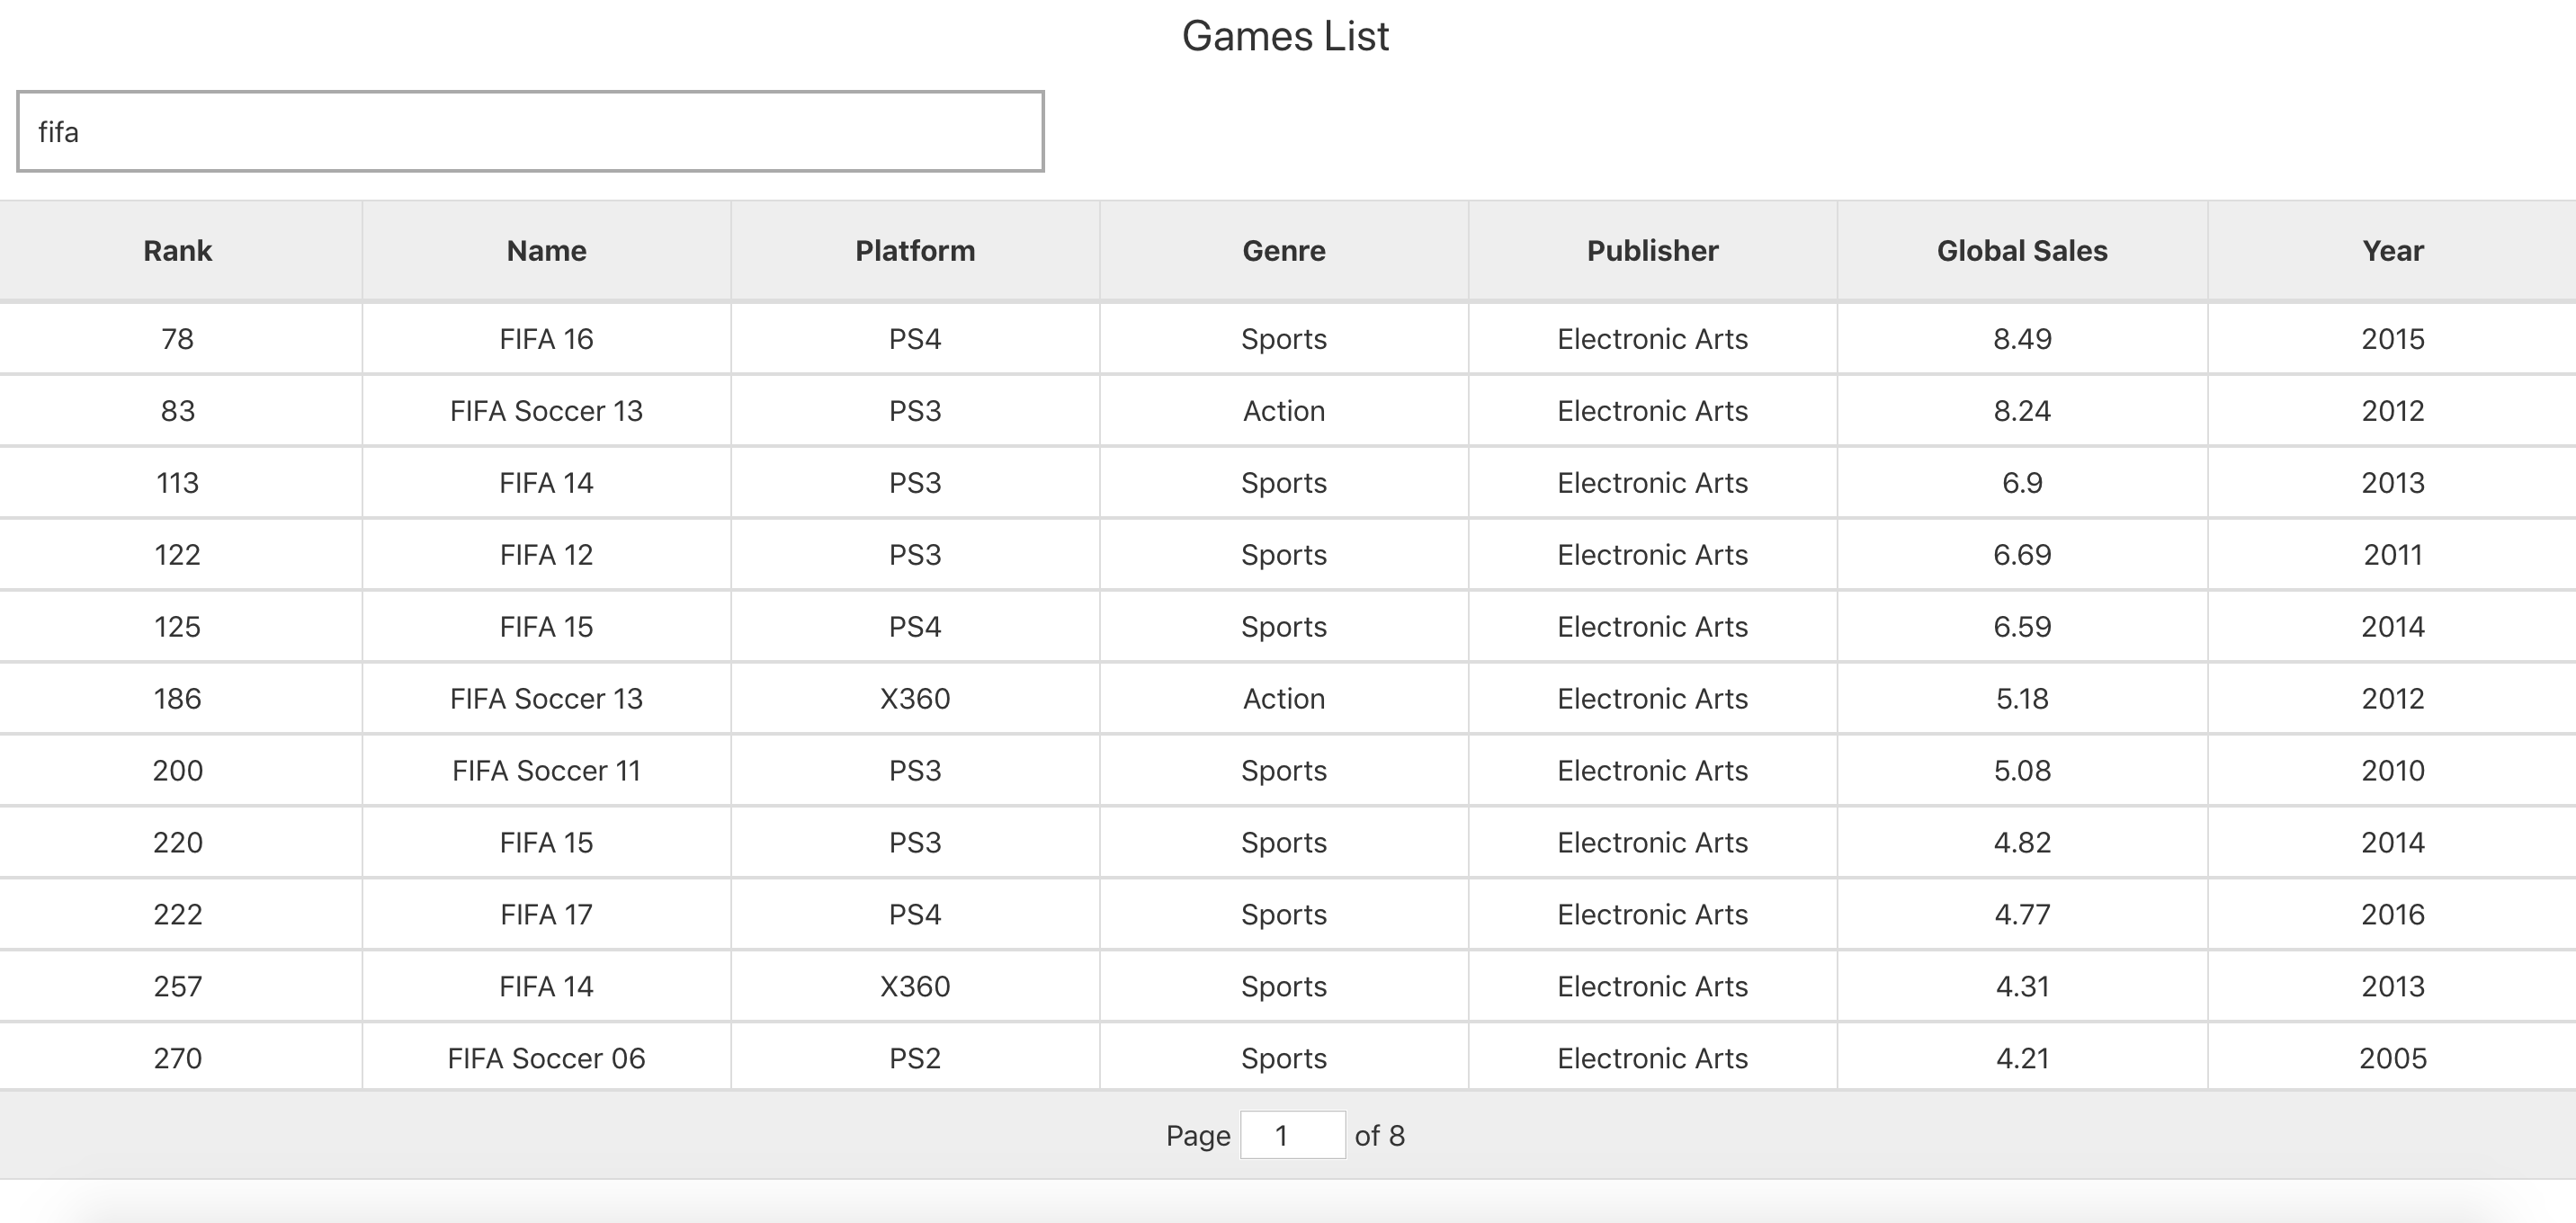 Games List
fifa
Rank Name Platform Genre Publisher Global Sales Year
78 FIFA 16 PS4 Sports Electronic Arts 8.49 2015
83 FIFA Soccer 13 PS3 Action Electronic Arts 8.24 2012
113 FIFA 14 PS3 Sports Electronic Arts 6.9 2013
122 FIFA 12 PS3 Sports Electronic Arts 6.69 2011
125 FIFA 15 PS4 Sports Electronic Arts 6.59 2014
186 FIFA Soccer 13 X360 Action Electronic Arts 5.18 2012
200 FIFA Soccer 11 PS3 Sports Electronic Arts 5.08 2010
220 FIFA 15 PS3 Sports Electronic Arts 4.82 2014
222 FIFA 17 PS4 Sports Electronic Arts 4.77 2016
257 FIFA 14 X360 Sports Electronic Arts 4.31 2013
270 FIFA Soccer 06 PS2 Sports Electronic Arts 4.21 2005
Page 1 of 8